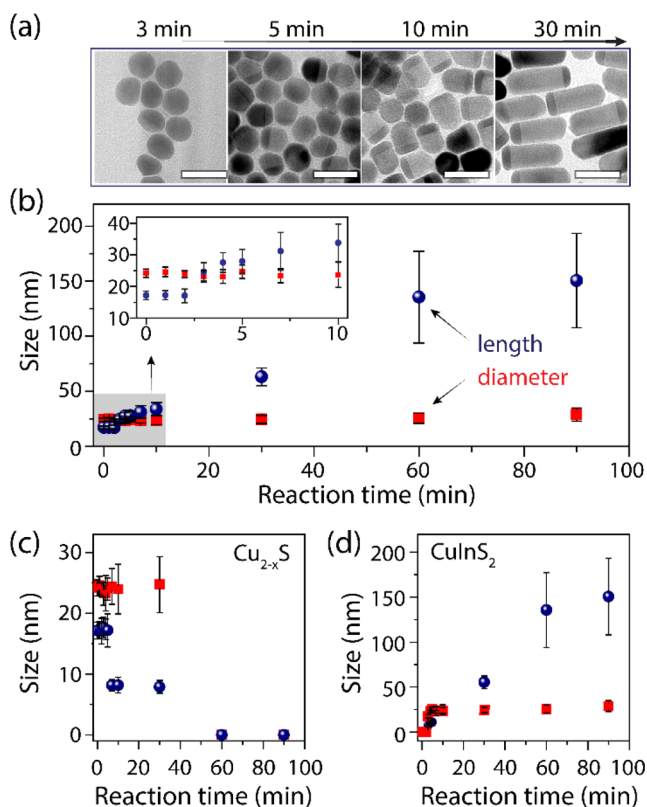 (a)
3 min 5 min 10 min 30 min
(b)
200
150
100
50
0
Size (nm)
40
30
20
10
0 5 10
length
diameter
0 20 40 60 80 100
Reaction time (min)
(c)
Cu2-xS
30
20
10
0
Size (nm)
0 20 40 60 80 100
Reaction time (min)
(d)
CuInS2
200
150
100
50
0
Size (nm)
0 20 40 60 80 100
Reaction time (min)